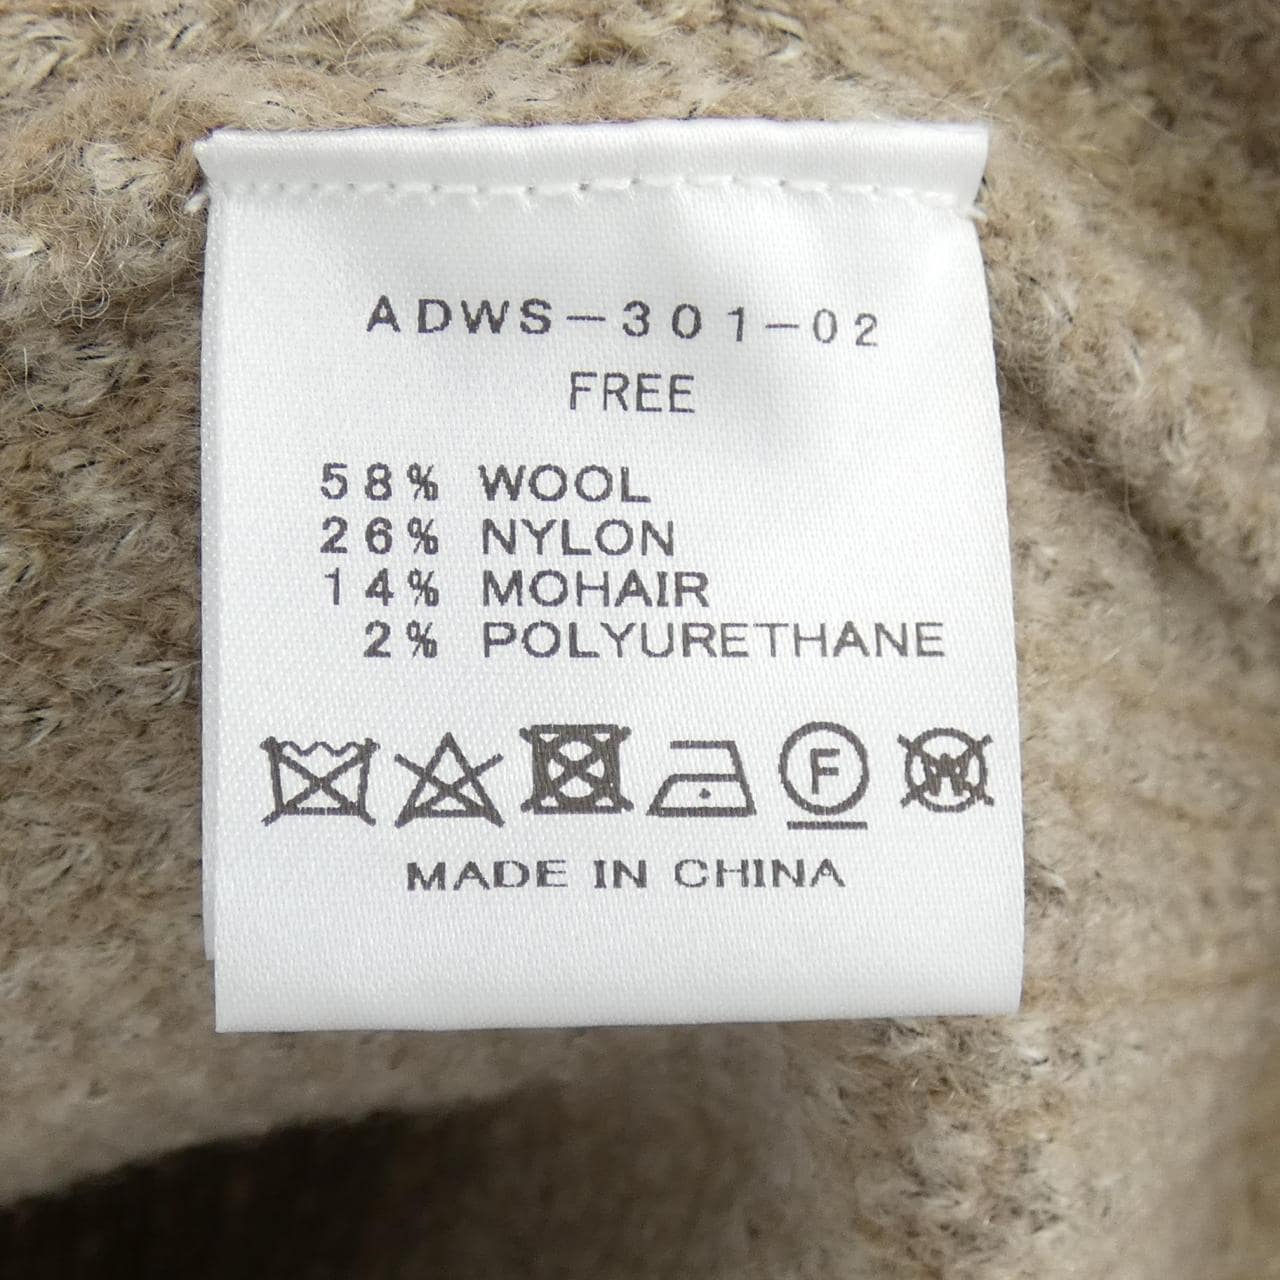 ADWS-301-02
FREE
58% WOOL
26% NYLON
14% MOHAIR
2% POLYURETHANE
F W
MADE IN CHINA